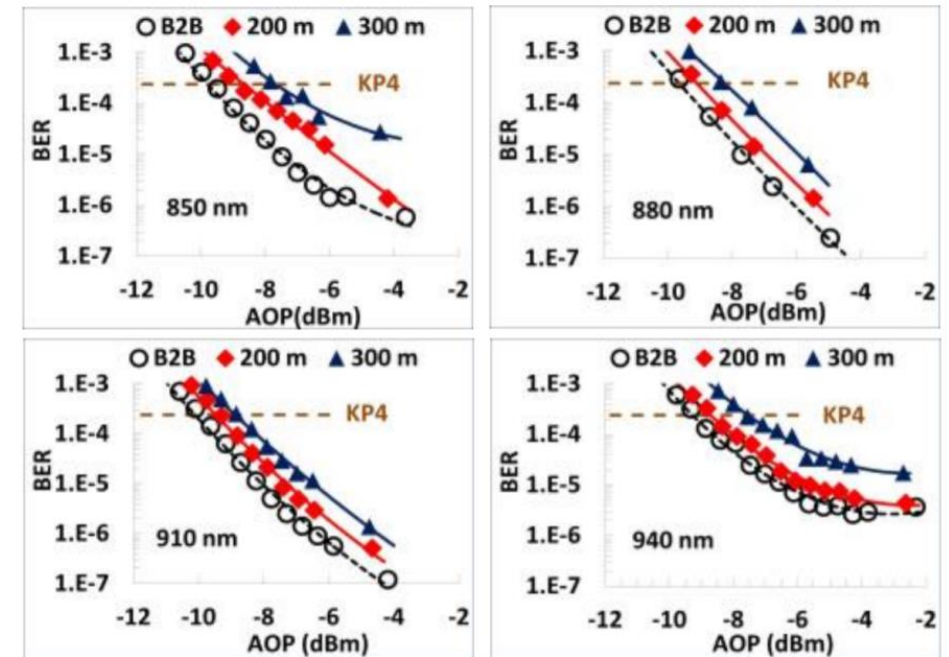 B2B 200 m 300 m
1.E-3
KP4
1.E-4
BER
1.E-5
850 nm
1.E-6
1.E-7
-12 -10 -8 -6 -4 -2
AOP(dBm)
B2B 200 m 300 m
1.E-3
KP4
1.E-4
BER
1.E-5
880 nm
1.E-6
1.E-7
-12 -10 -8 -6 -4 -2
AOP(dBm)
B2B 200 m 300 m
1.E-3
KP4
1.E-4
BER
1.E-5
910 nm
1.E-6
1.E-7
-12 -10 -8 -6 -4 -2
AOP (dBm)
B2B 200 m 300 m
1.E-3
KP4
1.E-4
BER
1.E-5
940 nm
1.E-6
1.E-7
-12 -10 -8 -6 -4 -2
AOP (dBm)